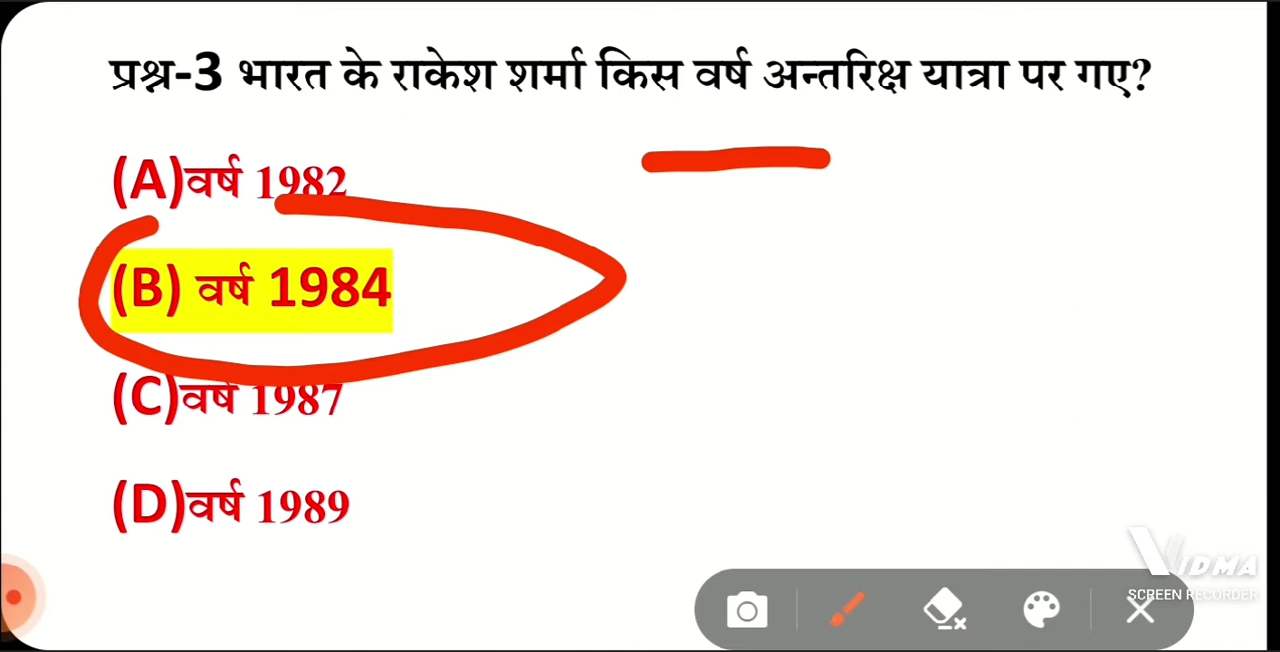 प्रश्न-3 भारत के राकेश शर्मा किस वर्ष अन्तरिक्ष यात्रा पर गए?
(A)वर्ष 1982
(B) वर्ष 1984
(C)वर्ष 1987
(D)वर्ष 1989
VIDMA
SCREEN RECORDER